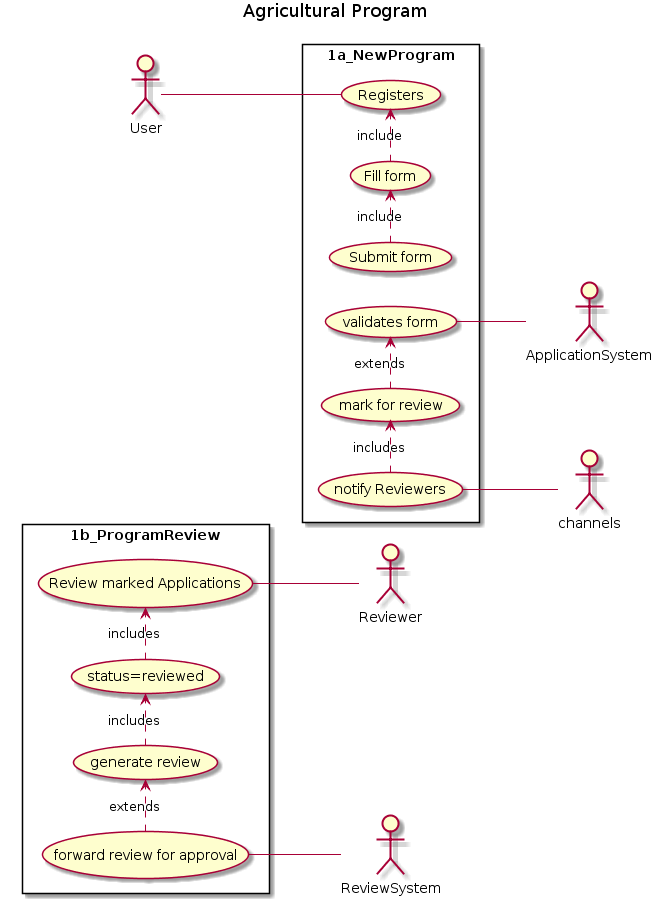 Agricultural Program
1a_NewProgram
User
Registers
include
Fill form
include
Submit form
validates form
ApplicationSystem
extends
mark for review
includes
notify Reviewers
channels
1b_ProgramReview
Review marked Applications
Reviewer
includes
status=reviewed
includes
generate review
extends
forward review for approval
ReviewSystem